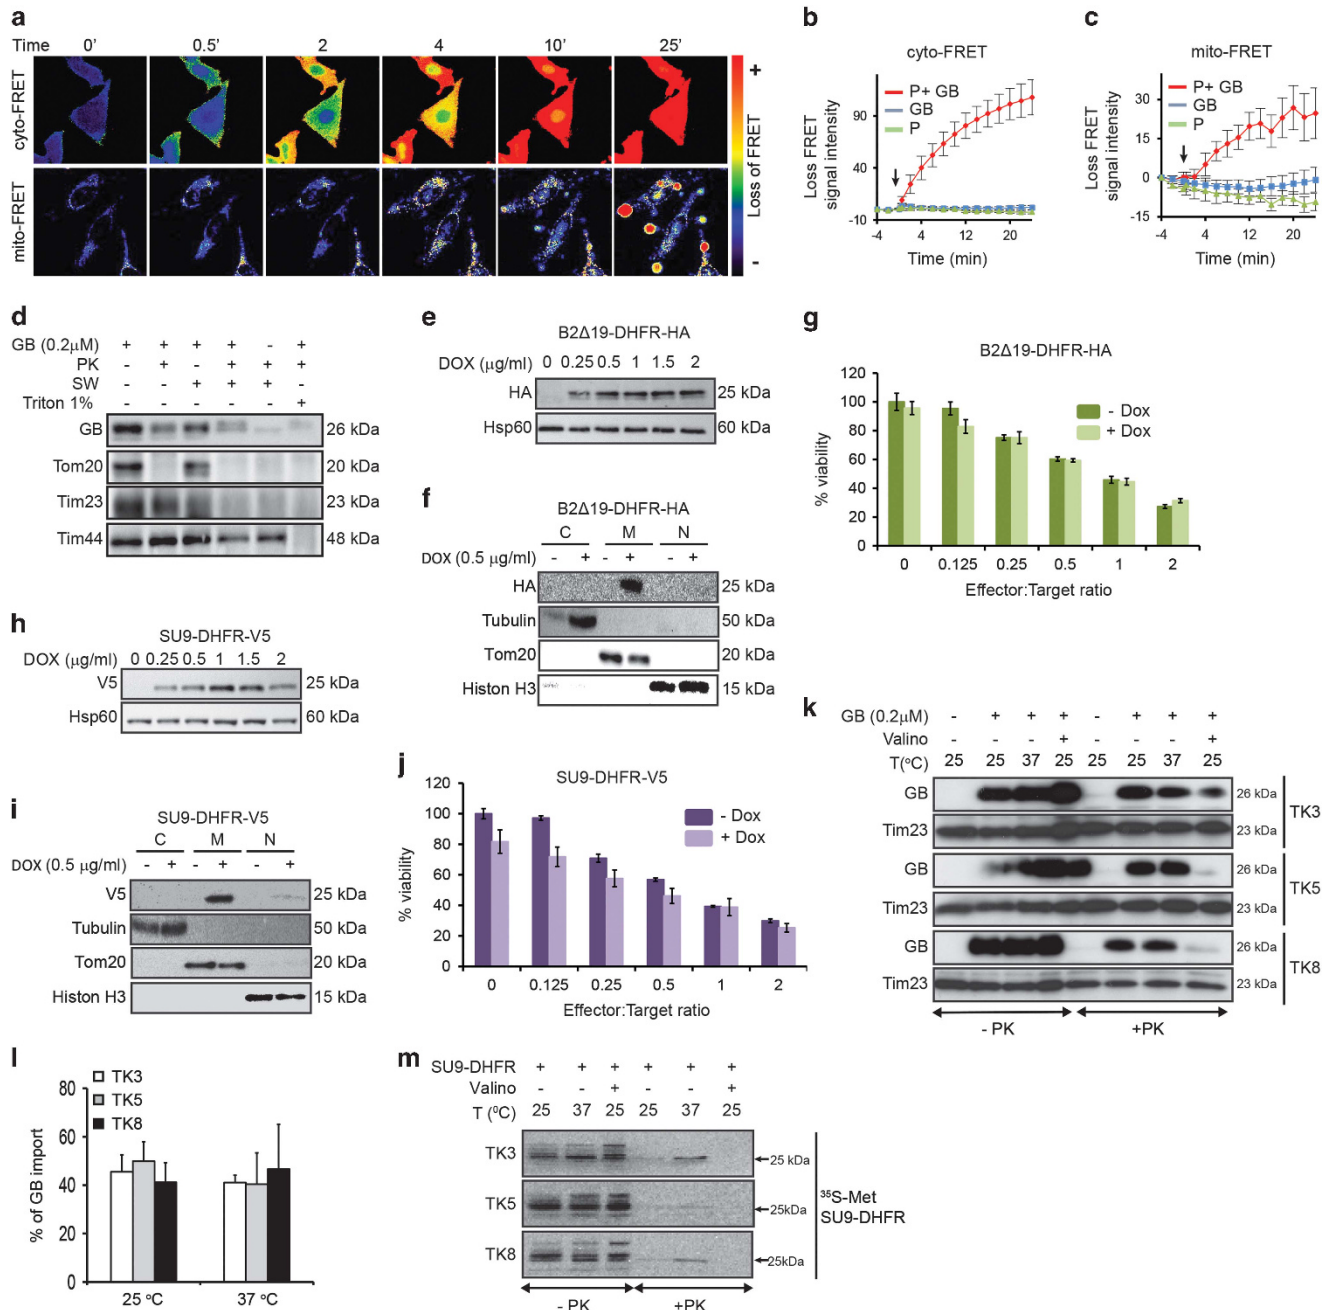 a
Time 0' 0.5' 2 4 10' 25'
cyto-FRET
mito-FRET
+
Loss of FRET
-
b
cyto-FRET
P+ GB
GB
P
Loss FRET
signal intensity
90
40
-10
-4 4 12 20
Time (min)
c
mito-FRET
P+ GB
GB
P
Loss FRET
signal intensity
30
15
0
-15
-4 4 12 20
Time (min)
d
GB (0.2µM) + + + + - +
PK - + - + + +
SW - - + + + -
Triton 1% - - - - - +
GB 26 kDa
Tom20 20 kDa
Tim23 23 kDa
Tim44 48 kDa
e
B2Δ19-DHFR-HA
DOX (µg/ml) 0 0.25 0.5 1 1.5 2
HA 25 kDa
Hsp60 60 kDa
f
B2Δ19-DHFR-HA
C M N
DOX (0.5 µg/ml) - + - + - +
HA 25 kDa
Tubulin 50 kDa
Tom20 20 kDa
Histon H3 15 kDa
g
B2Δ19-DHFR-HA
- Dox
+ Dox
% viability
120
100
80
60
40
20
0
0 0.125 0.25 0.5 1 2
Effector:Target ratio
h
SU9-DHFR-V5
DOX (µg/ml) 0 0.25 0.5 1 1.5 2
V5 25 kDa
Hsp60 60 kDa
i
SU9-DHFR-V5
C M N
DOX (0.5 µg/ml) - + - + - +
V5 25 kDa
Tubulin 50 kDa
Tom20 20 kDa
Histon H3 15 kDa
j
SU9-DHFR-V5
- Dox
+ Dox
% viability
120
100
80
60
40
20
0
0 0.125 0.25 0.5 1 2
Effector:Target ratio
k
GB (0.2µM) - + + + - + + +
Valino - - - + - - - +
T(°C) 25 25 37 25 25 25 37 25
GB 26 kDa
Tim23 23 kDa
TK3
GB 26 kDa
Tim23 23 kDa
TK5
GB 26 kDa
Tim23 23 kDa
TK8
- PK +PK
l
TK3
TK5
TK8
% of GB import
80
60
40
20
0
25 °C 37 °C
m
SU9-DHFR + + + + + +
Valino - - + - - +
T (°C) 25 37 25 25 37 25
TK3 25 kDa
TK5 25kDa
TK8 25kDa
³⁵S-Met
SU9-DHFR
- PK +PK